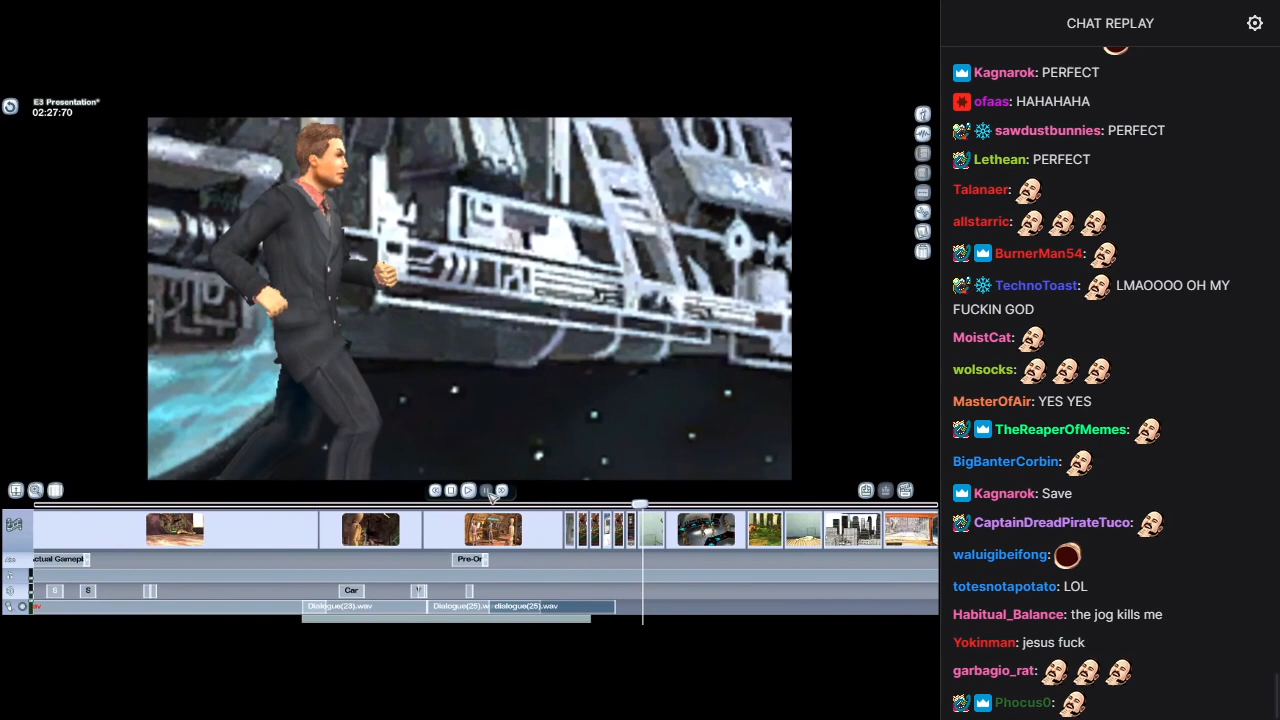 E3 Presentation*
02:27:70
ctual Gamepl
Pre-Or
S
S
Car
Dialogue(23).wav
Dialogue(25).w
dialogue(25).wav
CHAT REPLAY
Kagnarok: PERFECT
ofaas: HAHAHAHA
sawdustbunnies: PERFECT
Lethean: PERFECT
Talanaer:
allstarric:
BurnerMan54:
TechnoToast: LMAOOOO OH MY
FUCKIN GOD
MoistCat:
wolsocks:
MasterOfAir: YES YES
TheReaperOfMemes:
BigBanterCorbin:
Kagnarok: Save
CaptainDreadPirateTuco:
waluigibeifong:
totesnotapotato: LOL
Habitual_Balance: the jog kills me
Yokinman: jesus fuck
garbagio_rat:
Phocus0: